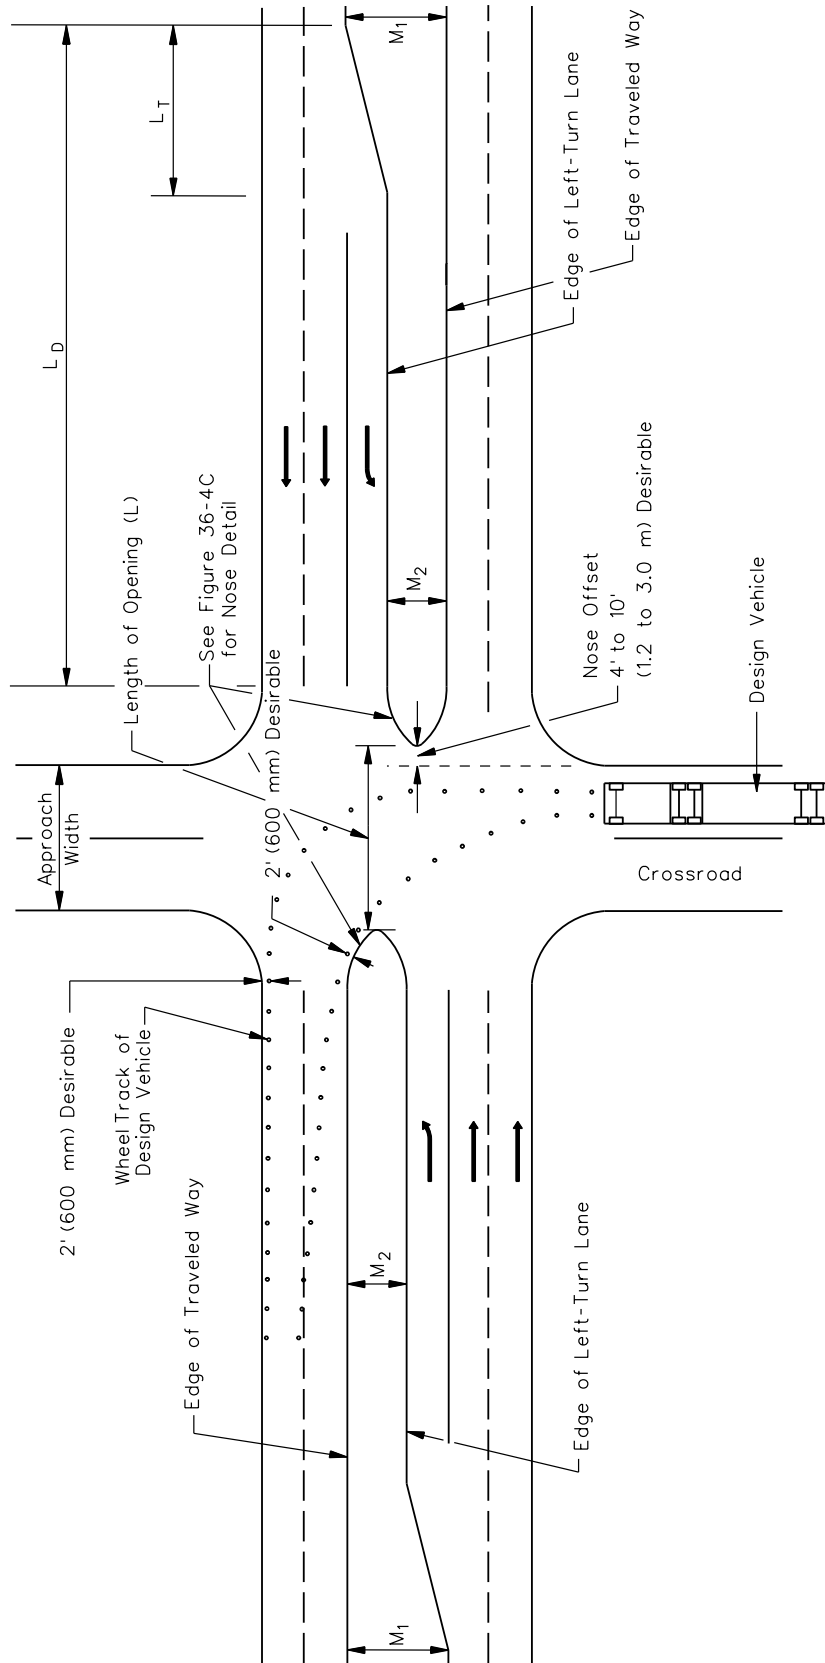 M1
LT
Edge of Left-Turn Lane
Edge of Traveled Way
LD
Length of Opening (L)
See Figure 36-4C
for Nose Detail
M2
Nose Offset
4' to 10'
(1.2 to 3.0 m) Desirable
Design Vehicle
2' (600 mm) Desirable
Approach
Width
Crossroad
2' (600 mm) Desirable
Wheel Track of
Design Vehicle
Edge of Traveled Way
M2
Edge of Left-Turn Lane
M1